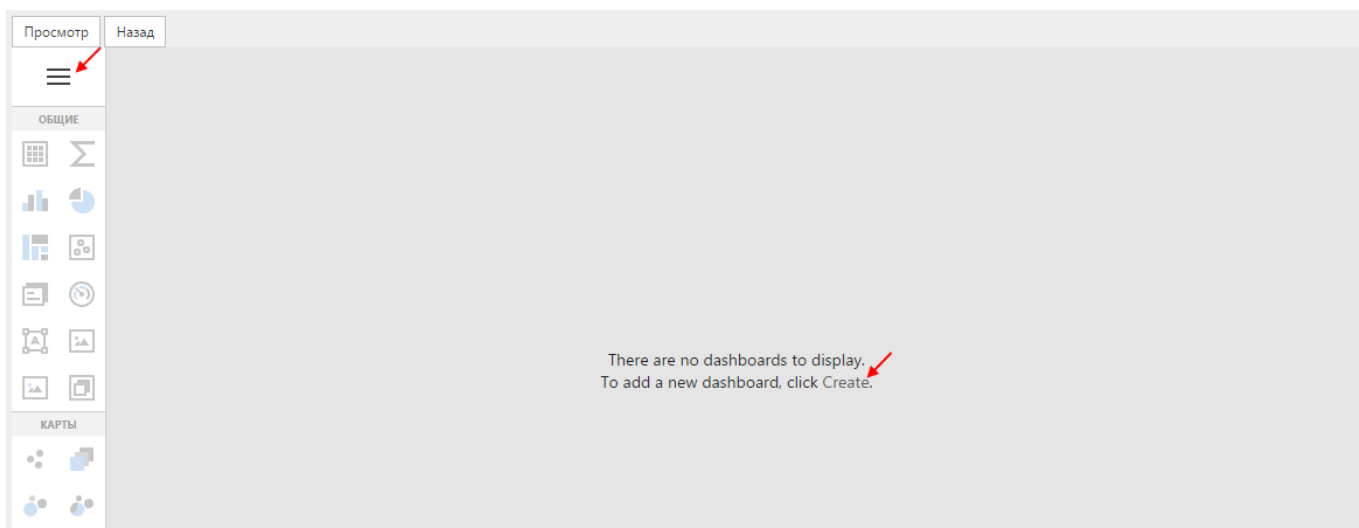 Просмотр
Назад
ОБЩИЕ
There are no dashboards to display.
To add a new dashboard, click Create.
КАРТЫ